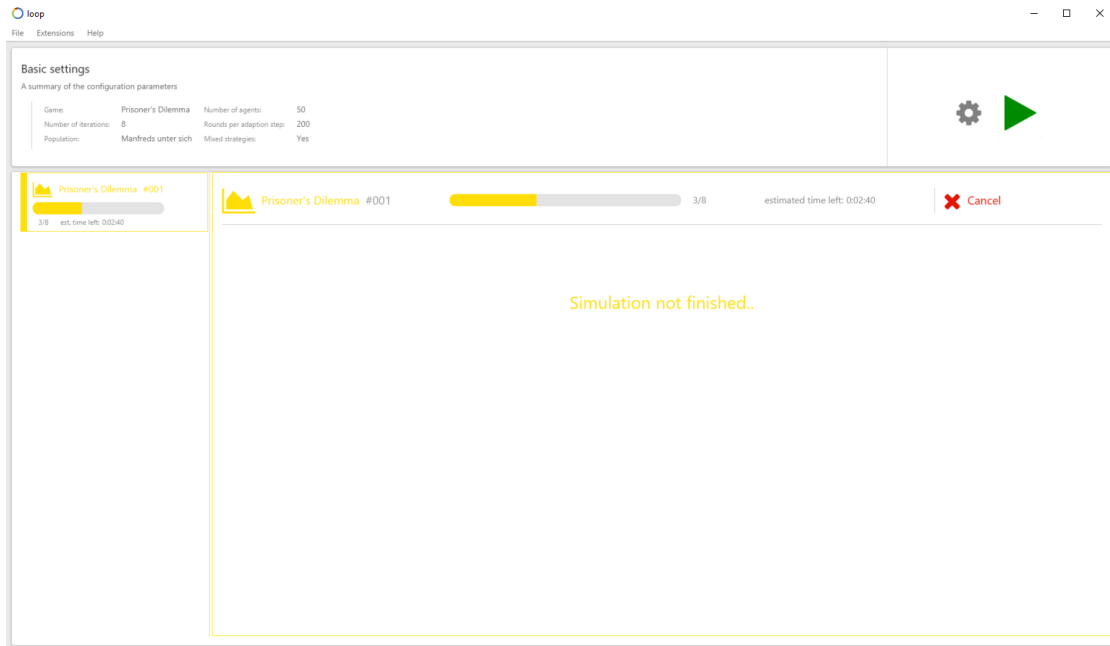 loop
File Extensions Help
Basic settings
A summary of the configuration parameters
Game: Prisoner's Dilemma Number of agents: 50
Number of iterations: 8 Rounds per adaption step: 200
Population: Manfreds unter sich Mixed strategies: Yes
Prisoner's Dilemma #001
3/8 est. time left: 0:02:40
Prisoner's Dilemma #001 3/8 estimated time left: 0:02:40 Cancel
Simulation not finished..